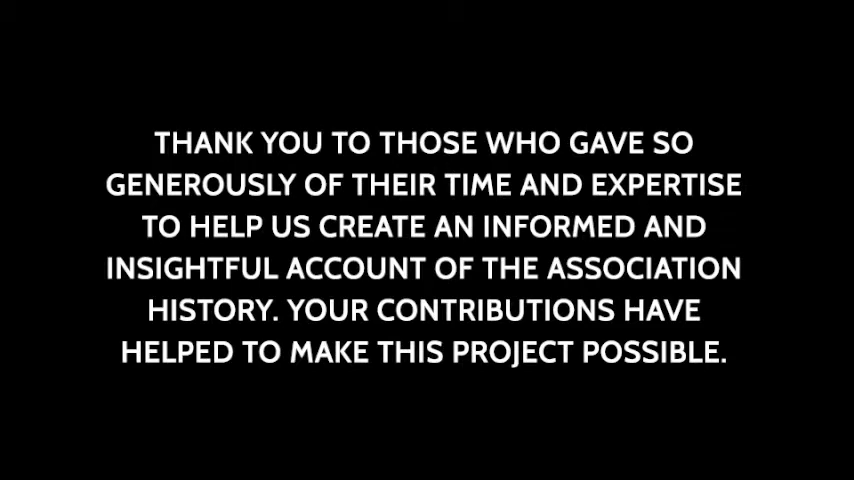 THANK YOU TO THOSE WHO GAVE SO
GENEROUSLY OF THEIR TIME AND EXPERTISE
TO HELP US CREATE AN INFORMED AND
INSIGHTFUL ACCOUNT OF THE ASSOCIATION
HISTORY. YOUR CONTRIBUTIONS HAVE
HELPED TO MAKE THIS PROJECT POSSIBLE.